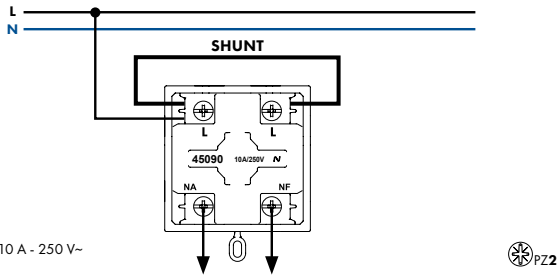 L
N
SHUNT
L L
45090 10A/250V N
NA NF
10 A - 250 V~
PZ2